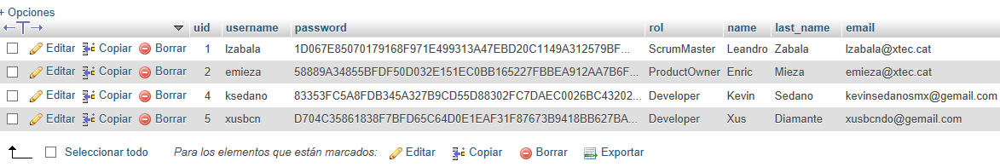 + Opciones
←T→ uid username password rol name last_name email
Editar Copiar Borrar 1 lzabala 1D067E85070179168F971E499313A47EBD20C1149A312579BF... ScrumMaster Leandro Zabala lzabala@xtec.cat
Editar Copiar Borrar 2 emieza 58889A34855BFDF50D032E151EC0BB165227FBBEA912AA7B6F... ProductOwner Enric Mieza emieza@xtec.cat
Editar Copiar Borrar 4 ksedano 83353FC5A8FDB345A327B9CD55D88302FC7DAEC0026BC43202... Developer Kevin Sedano kevinsedanosmx@gemail.com
Editar Copiar Borrar 5 xusbcn D704C35861838F7BFD65C64D0E1EAF31F87673B9418BB627BA... Developer Xus Diamante xusbcndo@gemail.com
Seleccionar todo Para los elementos que están marcados: Editar Copiar Borrar Exportar